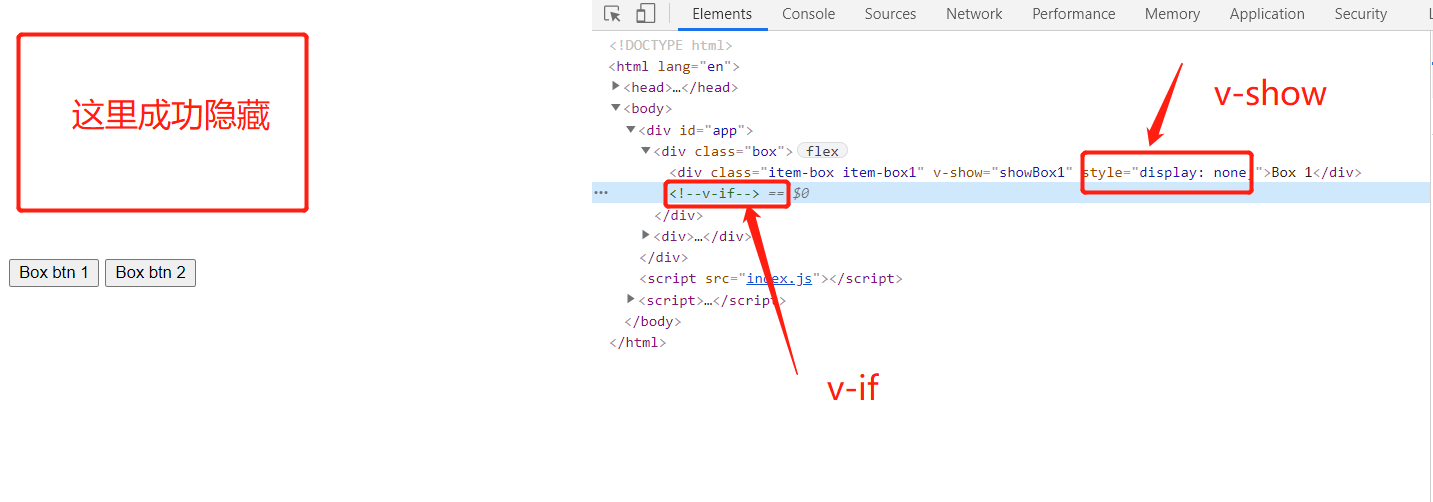 这里成功隐藏
Box btn 1 Box btn 2
Elements Console Sources Network Performance Memory Application Security
<!DOCTYPE html>
<html lang="en">
<head>…</head>
<body>
<div id="app">
<div class="box"> flex
<div class="item-box item-box1" v-show="showBox1" style="display: none;">Box 1</div>
<!--v-if--> == $0
</div>
<div>…</div>
</div>
<script src="index.js"></script>
<script>…</script>
</body>
</html>
v-show
v-if